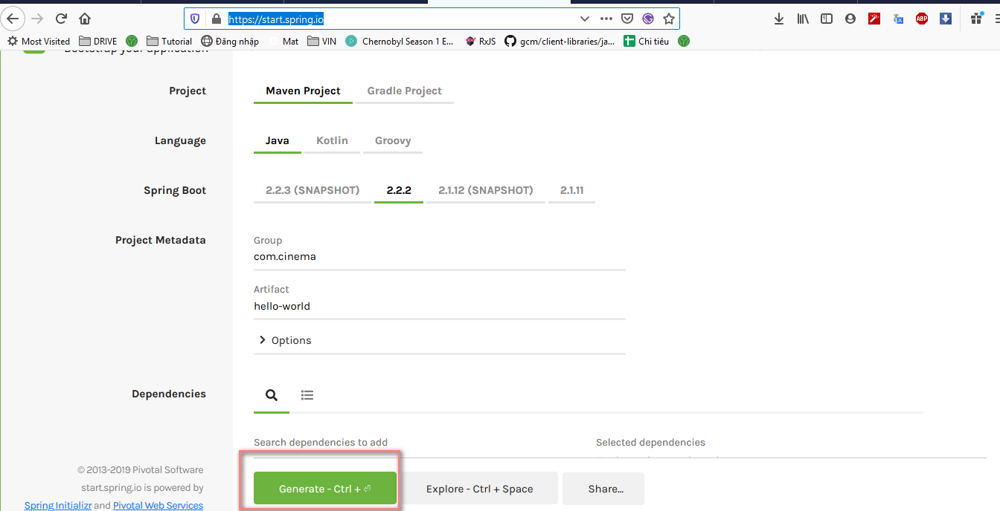 https://start.spring.io
Most Visited DRIVE Tutorial Đăng nhập Mat VIN Chernobyl Season 1 E... RxJS gcm/client-libraries/ja... Chi tiêu
Bootstrap your application
Project
Maven Project Gradle Project
Language
Java Kotlin Groovy
Spring Boot
2.2.3 (SNAPSHOT) 2.2.2 2.1.12 (SNAPSHOT) 2.1.11
Project Metadata
Group
com.cinema
Artifact
hello-world
Options
Dependencies
Search dependencies to add Selected dependencies
© 2013-2019 Pivotal Software
start.spring.io is powered by
Spring Initializr and Pivotal Web Services
Generate - Ctrl + ⏎ Explore - Ctrl + Space Share...
ABP